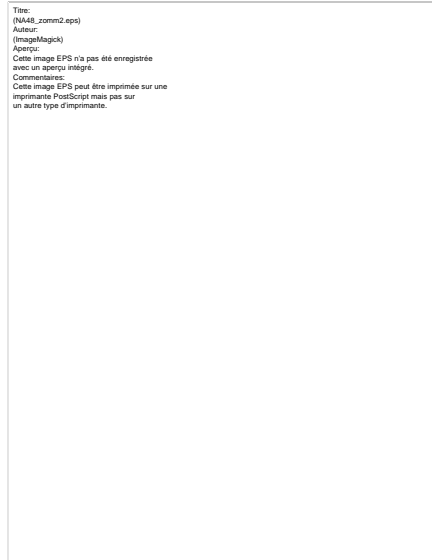 Titre:
(NA48_zomm2.eps)
Auteur:
(ImageMagick)
Aperçu:
Cette image EPS n'a pas été enregistrée
avec un aperçu intégré.
Commentaires:
Cette image EPS peut être imprimée sur une
imprimante PostScript mais pas sur
un autre type d'imprimante.